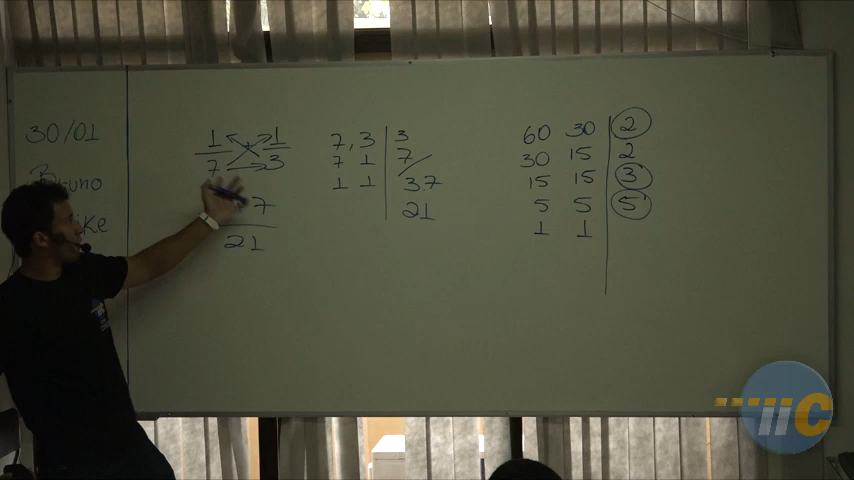 30/01
Bruno
1 1
7 3
7
21
7, 3 3
7 1 7
1 1 3.7
21
60 30 2
30 15 2
15 15 3
5 5 5
1 1
iiC